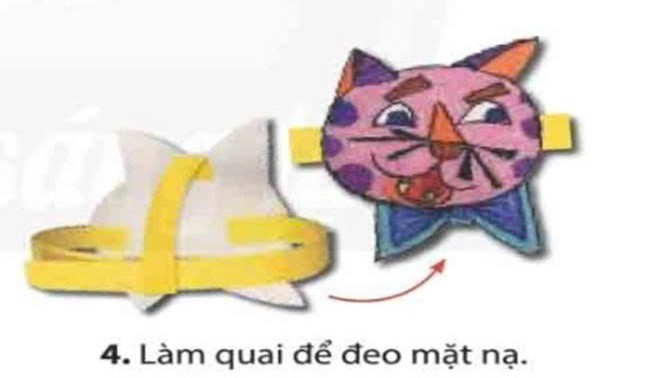 4. Làm quai để đeo mặt nạ.